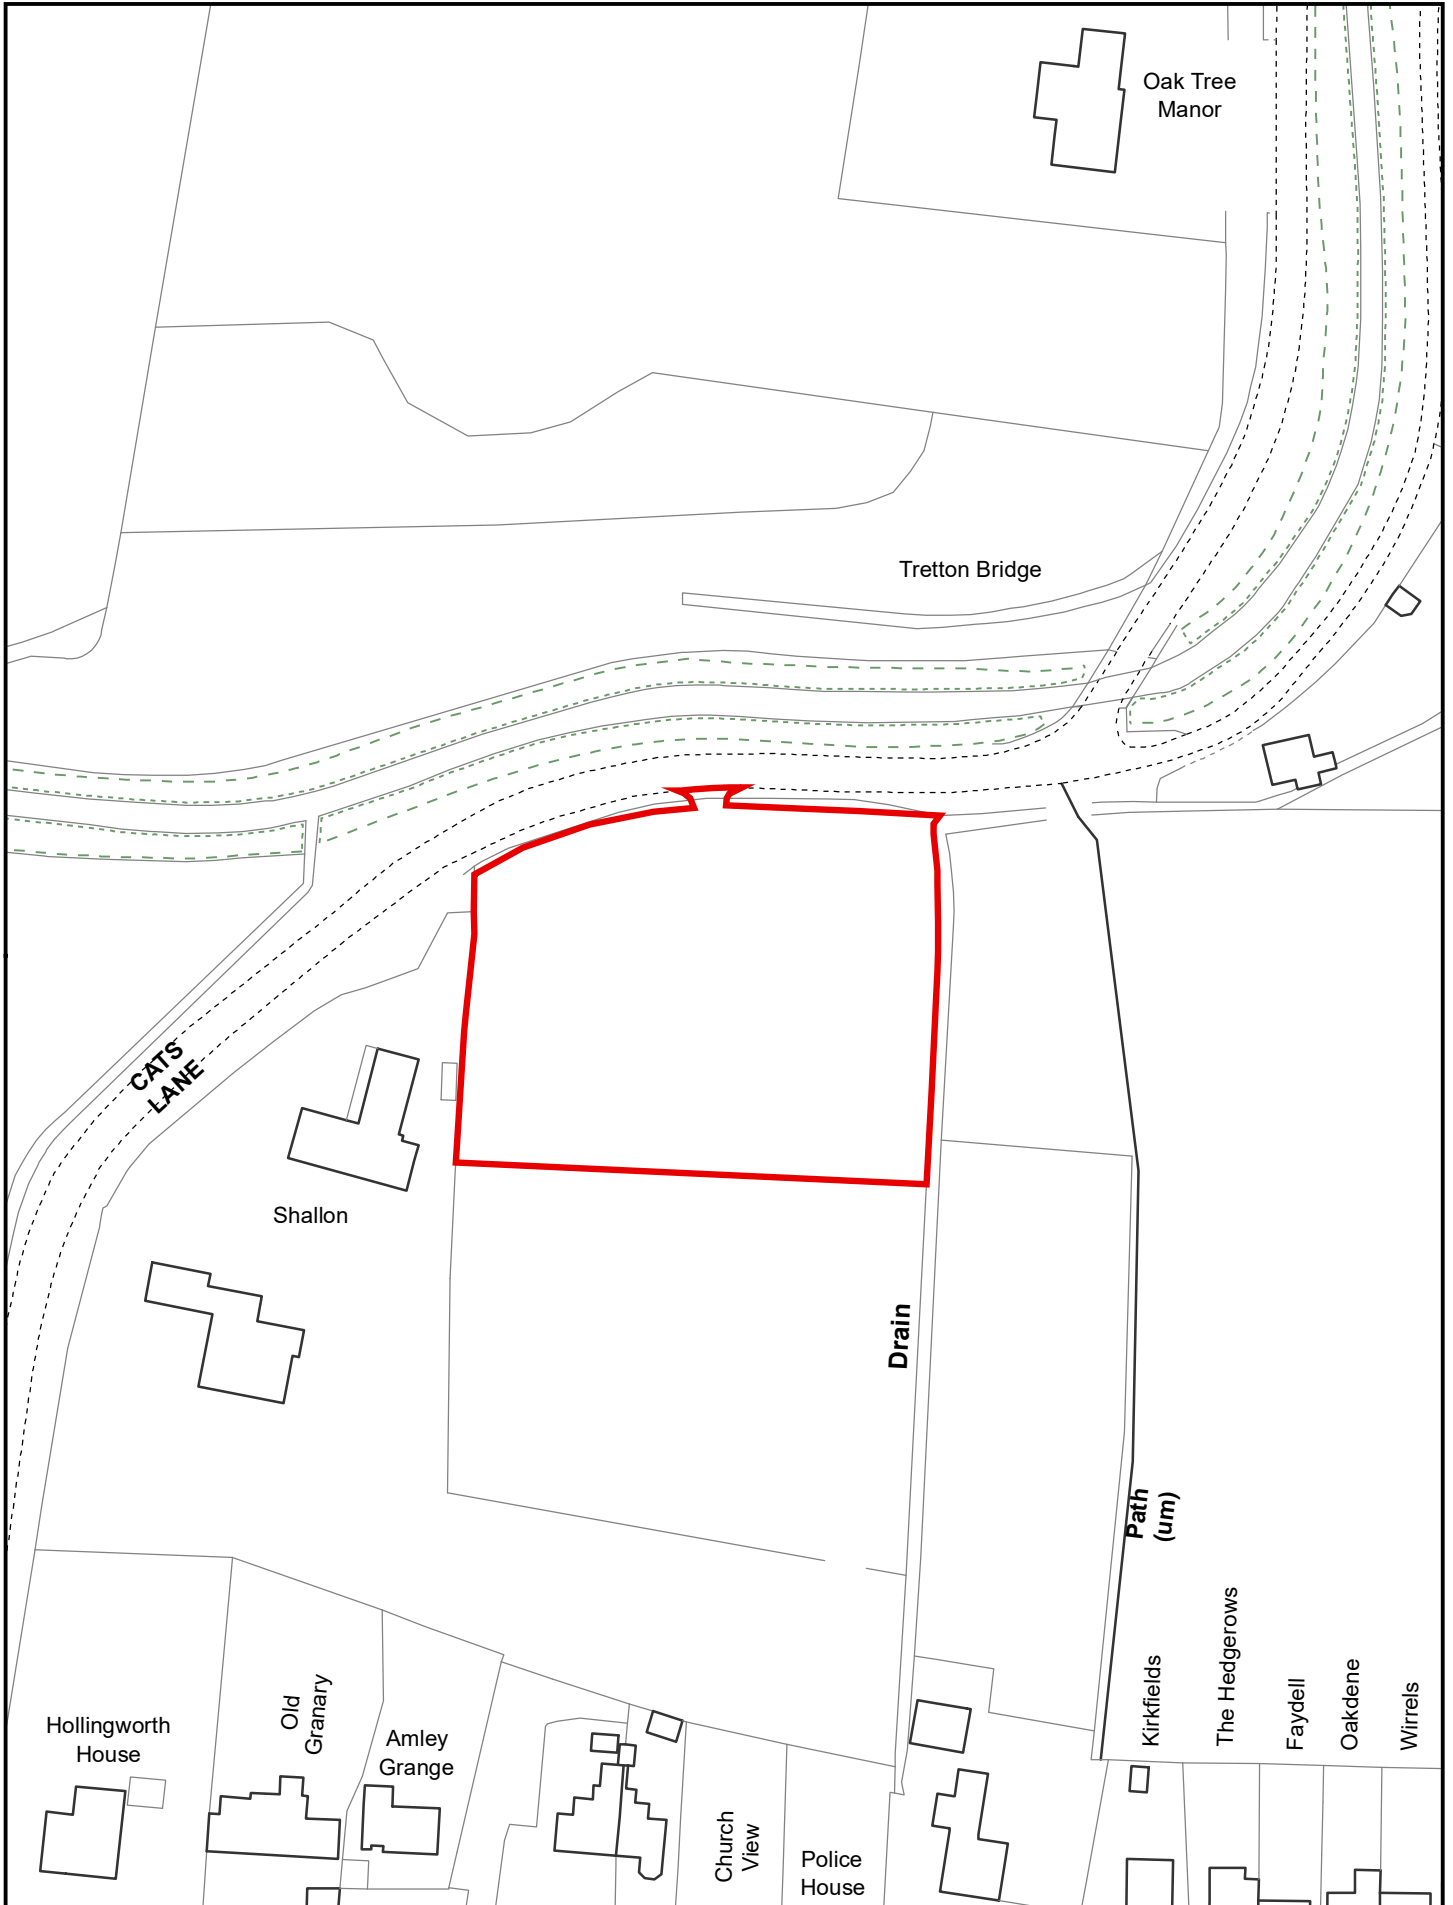 Oak Tree
Manor
Tretton Bridge
CATS
LANE
Shallon
Drain
Path
(um)
Hollingworth
House
Old
Granary
Amley
Grange
Church
View
Police
House
Kirkfields
The Hedgerows
Faydell
Oakdene
Wirrels